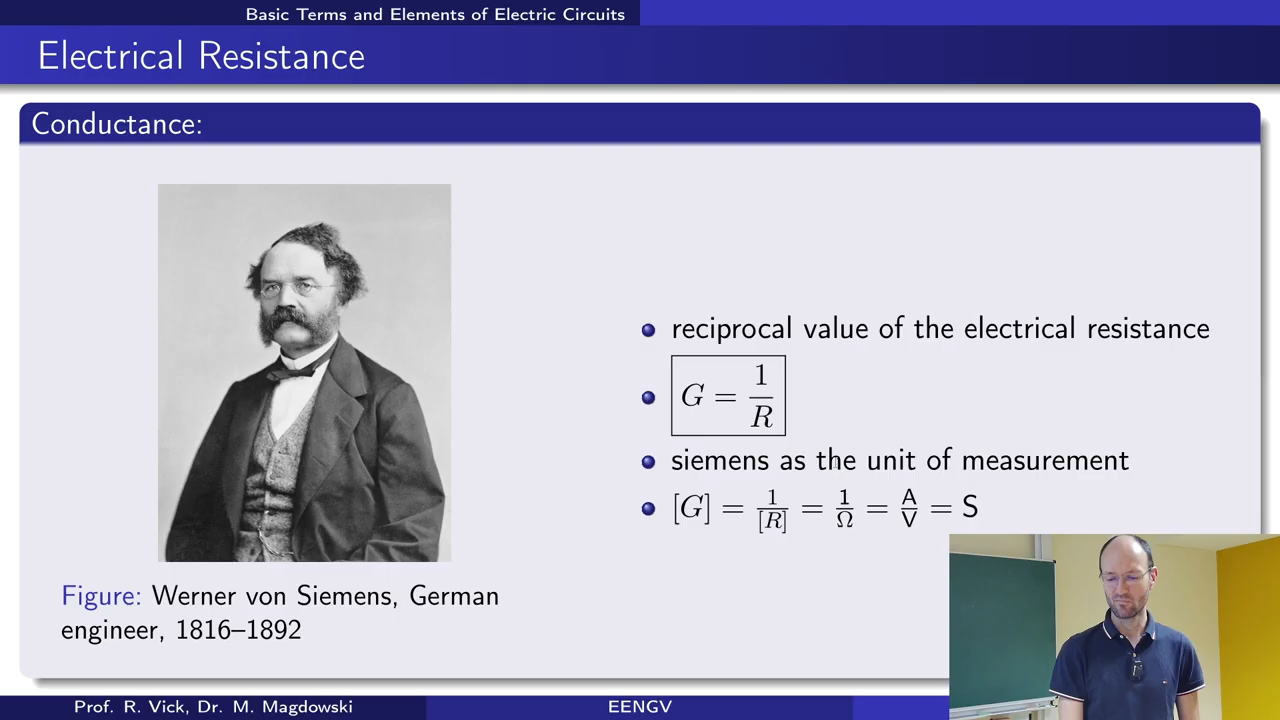 Basic Terms and Elements of Electric Circuits
Electrical Resistance
Conductance:
reciprocal value of the electrical resistance
G = 1/R
siemens as the unit of measurement
[G] = 1/[R] = 1/Ω = A/V = S
Figure: Werner von Siemens, German
engineer, 1816–1892
Prof. R. Vick, Dr. M. Magdowski
EENGV